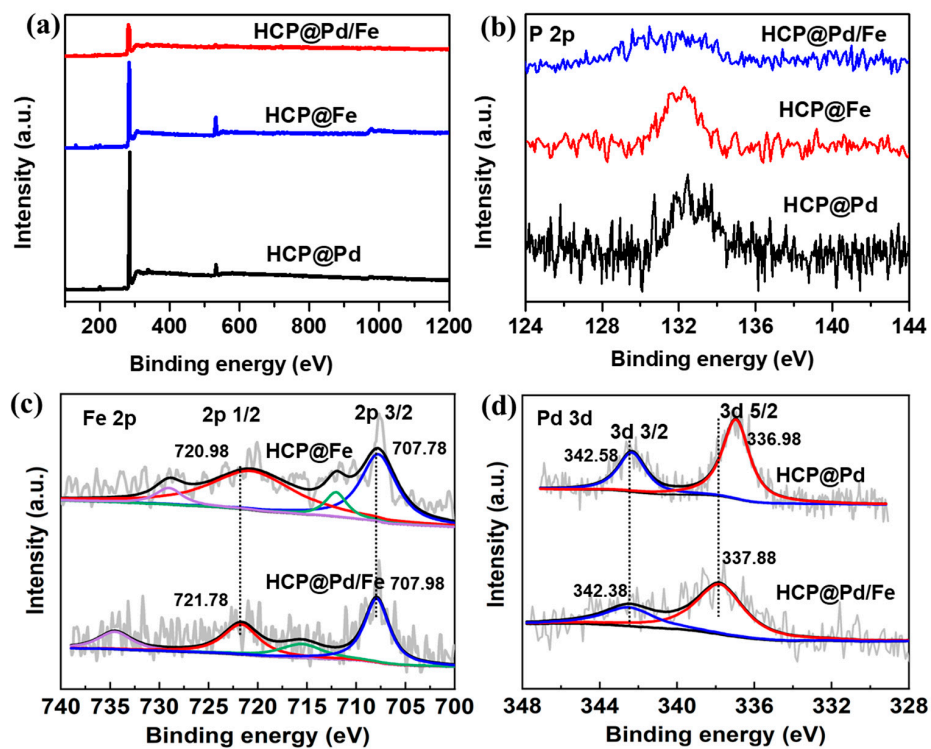 (a)
HCP@Pd/Fe
HCP@Fe
HCP@Pd
Intensity (a.u.)
200 400 600 800 1000 1200
Binding energy (eV)
(b)
P 2p
HCP@Pd/Fe
HCP@Fe
HCP@Pd
Intensity (a.u.)
124 128 132 136 140 144
Binding energy (eV)
(c)
Fe 2p
2p 1/2
2p 3/2
720.98
HCP@Fe
707.78
HCP@Pd/Fe
721.78
707.98
Intensity (a.u.)
740 730 720 710 700
Binding energy (eV)
(d)
Pd 3d
3d 3/2
3d 5/2
342.58
336.98
HCP@Pd
337.88
342.38
HCP@Pd/Fe
Intensity (a.u.)
348 344 340 336 332 328
Binding energy (eV)